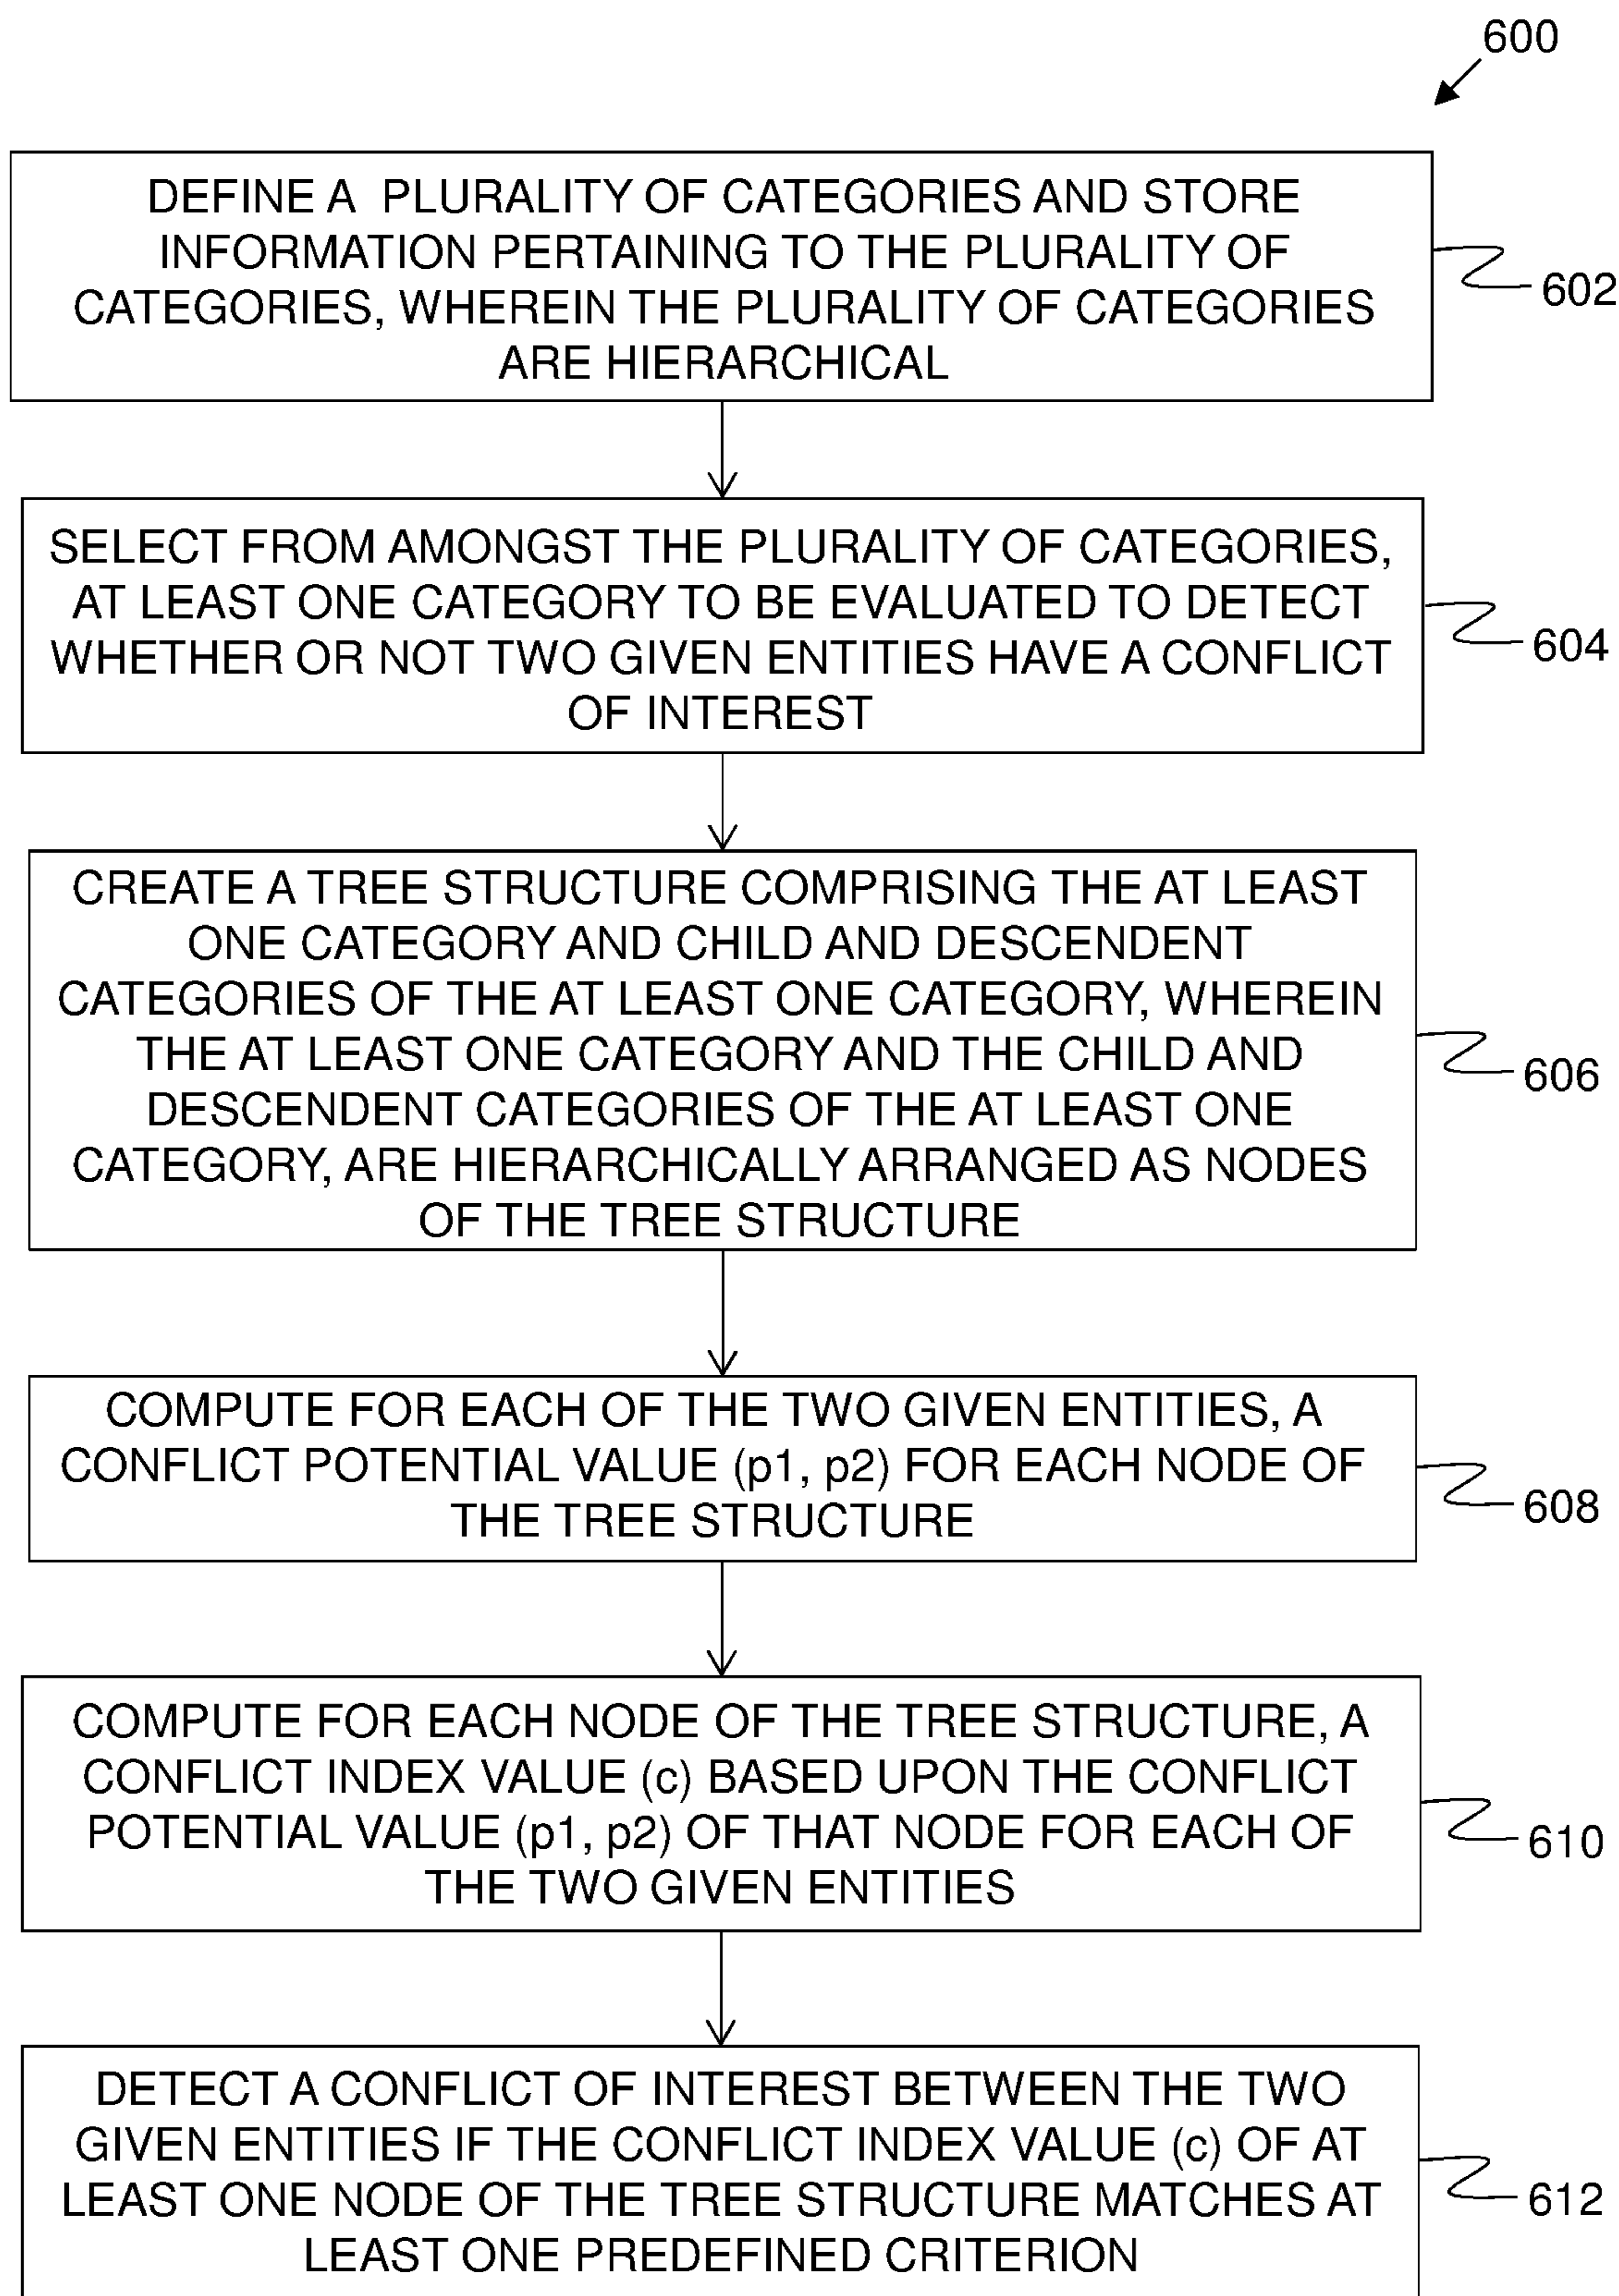 600
DEFINE A PLURALITY OF CATEGORIES AND STORE
INFORMATION PERTAINING TO THE PLURALITY OF
CATEGORIES, WHEREIN THE PLURALITY OF CATEGORIES
ARE HIERARCHICAL
602
SELECT FROM AMONGST THE PLURALITY OF CATEGORIES,
AT LEAST ONE CATEGORY TO BE EVALUATED TO DETECT
WHETHER OR NOT TWO GIVEN ENTITIES HAVE A CONFLICT
OF INTEREST
604
CREATE A TREE STRUCTURE COMPRISING THE AT LEAST
ONE CATEGORY AND CHILD AND DESCENDENT
CATEGORIES OF THE AT LEAST ONE CATEGORY, WHEREIN
THE AT LEAST ONE CATEGORY AND THE CHILD AND
DESCENDENT CATEGORIES OF THE AT LEAST ONE
CATEGORY, ARE HIERARCHICALLY ARRANGED AS NODES
OF THE TREE STRUCTURE
606
COMPUTE FOR EACH OF THE TWO GIVEN ENTITIES, A
CONFLICT POTENTIAL VALUE (p1, p2) FOR EACH NODE OF
THE TREE STRUCTURE
608
COMPUTE FOR EACH NODE OF THE TREE STRUCTURE, A
CONFLICT INDEX VALUE (c) BASED UPON THE CONFLICT
POTENTIAL VALUE (p1, p2) OF THAT NODE FOR EACH OF
THE TWO GIVEN ENTITIES
610
DETECT A CONFLICT OF INTEREST BETWEEN THE TWO
GIVEN ENTITIES IF THE CONFLICT INDEX VALUE (c) OF AT
LEAST ONE NODE OF THE TREE STRUCTURE MATCHES AT
LEAST ONE PREDEFINED CRITERION
612